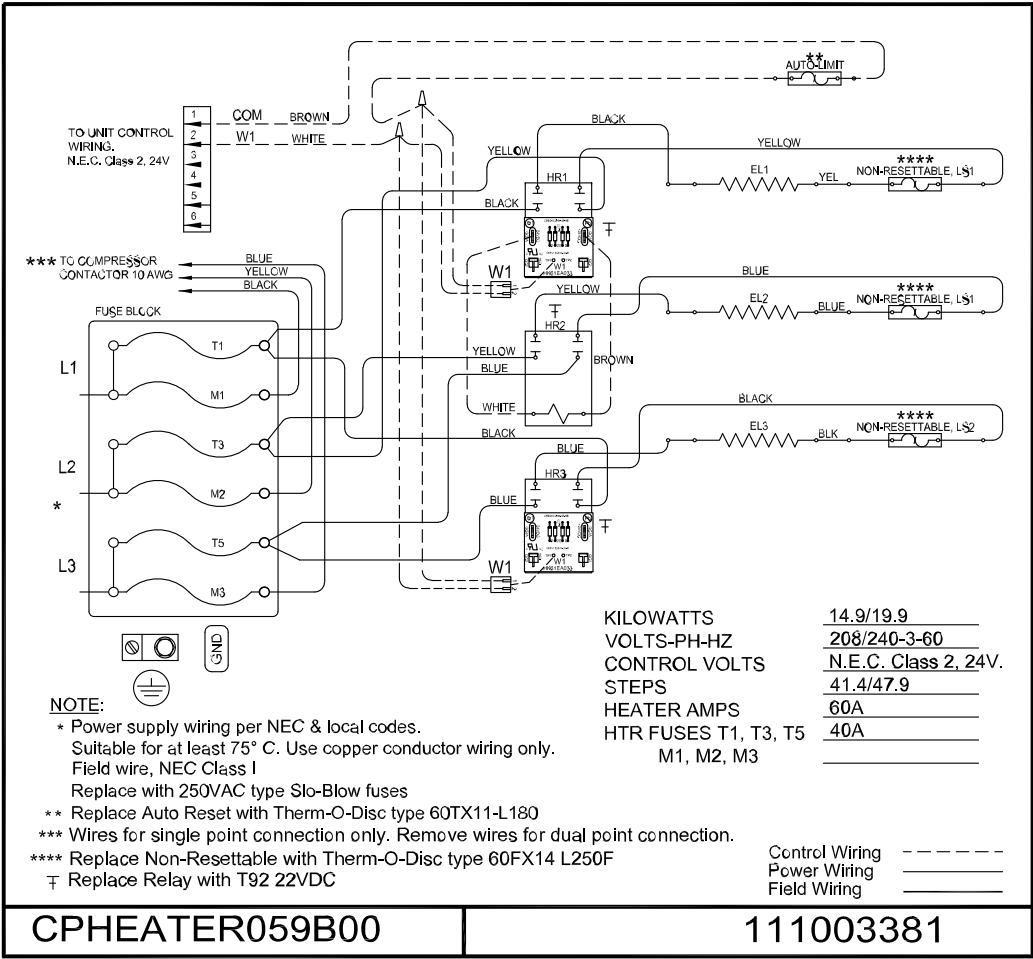 **
AUTO-LIMIT
1
2
3
4
5
6
COM BROWN
W1 WHITE
TO UNIT CONTROL
WIRING.
N.E.C. Class 2, 24V
BLACK
YELLOW
YELLOW
HR1
EL1
YEL
****
NON-RESETTABLE, LS1
BLACK
W1
W1
*** TO COMPRESSOR
CONTACTOR 10 AWG
BLUE
YELLOW
BLACK
YELLOW
BLUE
HR2
EL2
BLUE
****
NON-RESETTABLE, LS1
FUSE BLOCK
L1
T1
M1
YELLOW
BLUE
BROWN
WHITE
L2
*
T3
M2
BLACK
BLUE
BLACK
EL3
BLK
****
NON-RESETTABLE, LS2
HR3
BLUE
W1
W1
L3
T5
M3
GND
KILOWATTS 14.9/19.9
VOLTS-PH-HZ 208/240-3-60
CONTROL VOLTS N.E.C. Class 2, 24V.
STEPS 41.4/47.9
HEATER AMPS 60A
HTR FUSES T1, T3, T5 40A
M1, M2, M3
NOTE:
* Power supply wiring per NEC & local codes.
Suitable for at least 75° C. Use copper conductor wiring only.
Field wire, NEC Class I
Replace with 250VAC type Slo-Blow fuses
** Replace Auto Reset with Therm-O-Disc type 60TX11-L180
*** Wires for single point connection only. Remove wires for dual point connection.
**** Replace Non-Resettable with Therm-O-Disc type 60FX14 L250F
Replace Relay with T92 22VDC
Control Wiring
Power Wiring
Field Wiring
CPHEATER059B00
111003381